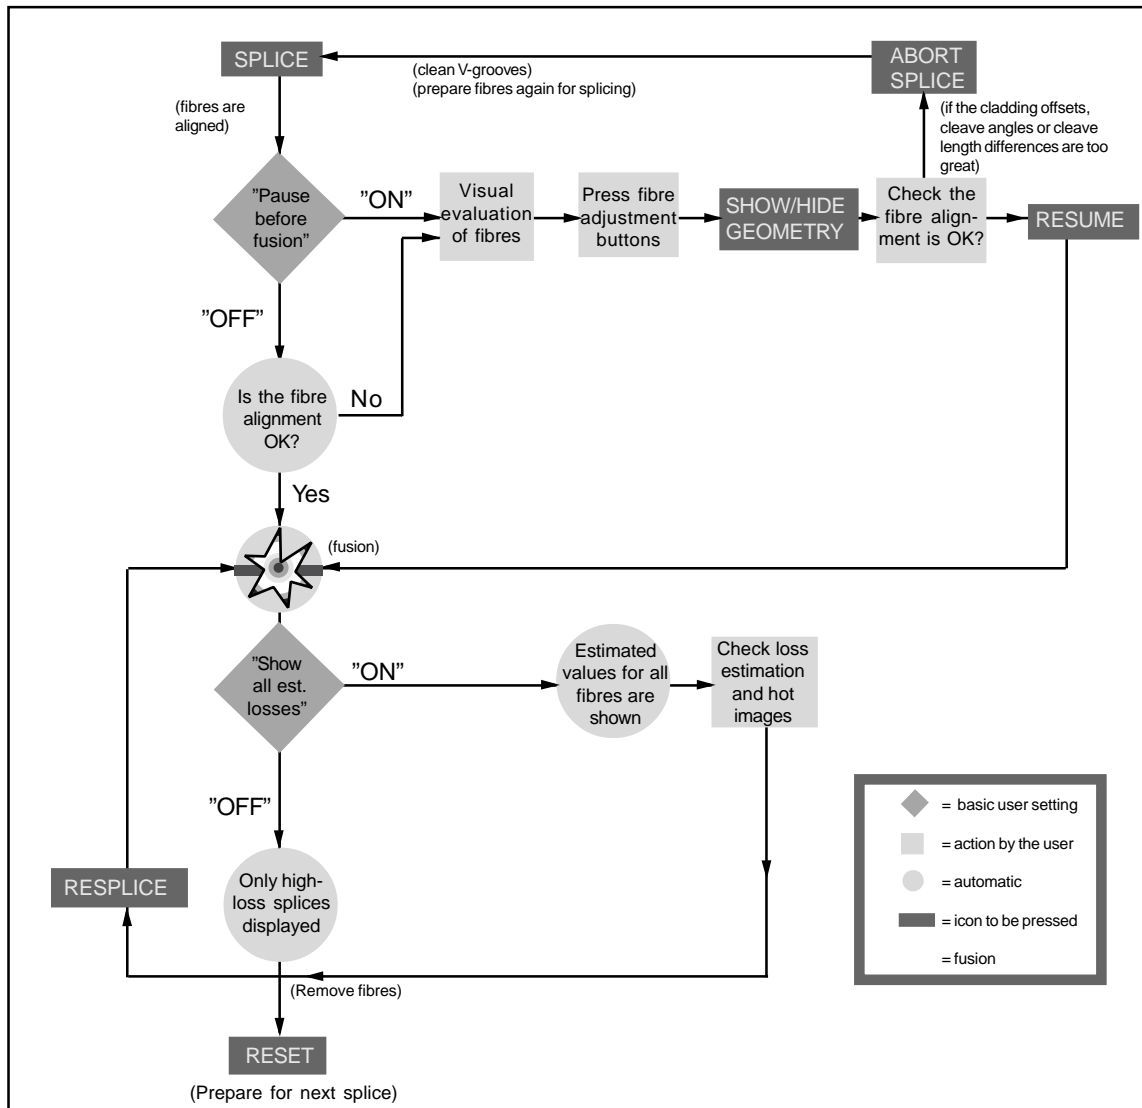 SPLICE
ABORT
SPLICE
(clean V-grooves)
(prepare fibres again for splicing)
(fibres are
aligned)
(if the cladding offsets,
cleave angles or cleave
length differences are too
great)
”Pause
before
fusion”
”ON”
Visual
evaluation
of fibres
Press fibre
adjustment
buttons
SHOW/HIDE
GEOMETRY
Check the
fibre align-
ment is OK?
RESUME
”OFF”
Is the fibre
alignment
OK?
No
Yes
(fusion)
”Show
all est.
losses”
”ON”
Estimated
values for all
fibres are
shown
Check loss
estimation
and hot
images
”OFF”
= basic user setting
= action by the user
= automatic
= icon to be pressed
= fusion
RESPLICE
Only high-
loss splices
displayed
(Remove fibres)
RESET
(Prepare for next splice)